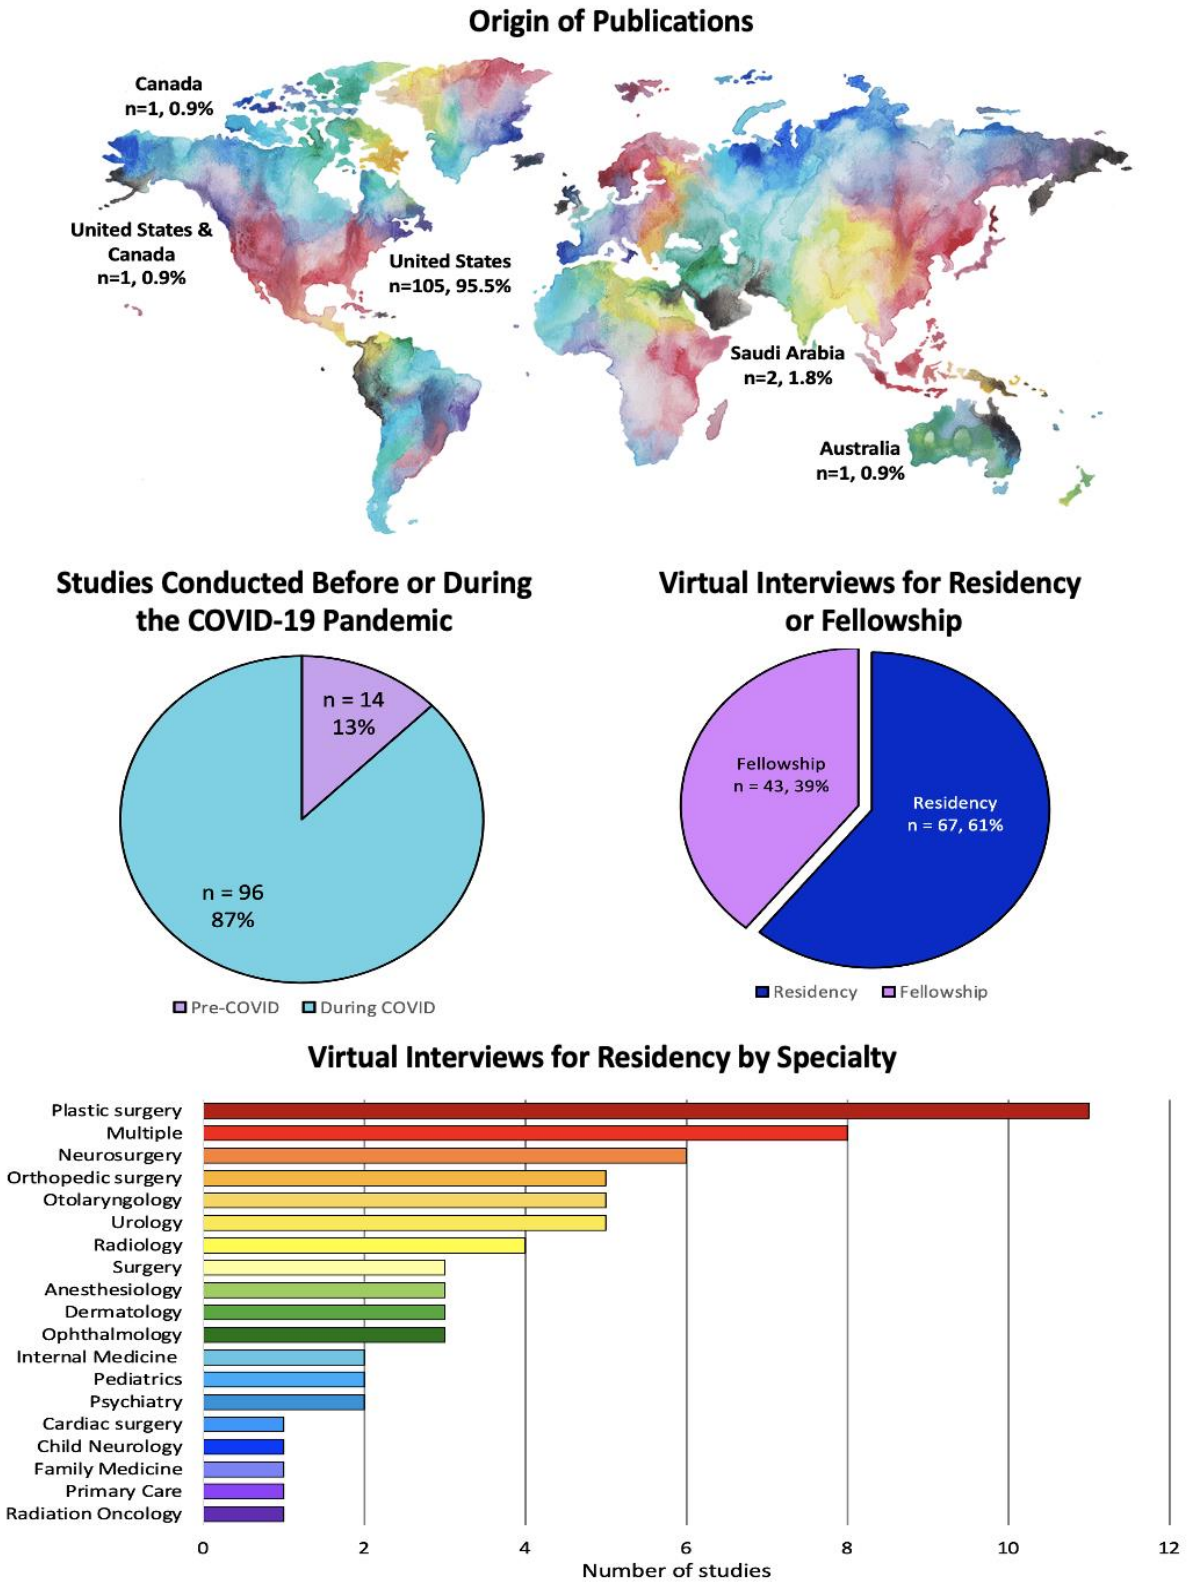 Origin of Publications
Canada
n=1, 0.9%
United States &
Canada
n=1, 0.9%
United States
n=105, 95.5%
Saudi Arabia
n=2, 1.8%
Australia
n=1, 0.9%
Studies Conducted Before or During
the COVID-19 Pandemic
n = 14
13%
n = 96
87%
Pre-COVID During COVID
Virtual Interviews for Residency
or Fellowship
Fellowship
n = 43, 39%
Residency
n = 67, 61%
Residency Fellowship
Virtual Interviews for Residency by Specialty
Plastic surgery
Multiple
Neurosurgery
Orthopedic surgery
Otolaryngology
Urology
Radiology
Surgery
Anesthesiology
Dermatology
Ophthalmology
Internal Medicine
Pediatrics
Psychiatry
Cardiac surgery
Child Neurology
Family Medicine
Primary Care
Radiation Oncology
0 2 4 6 8 10 12
Number of studies